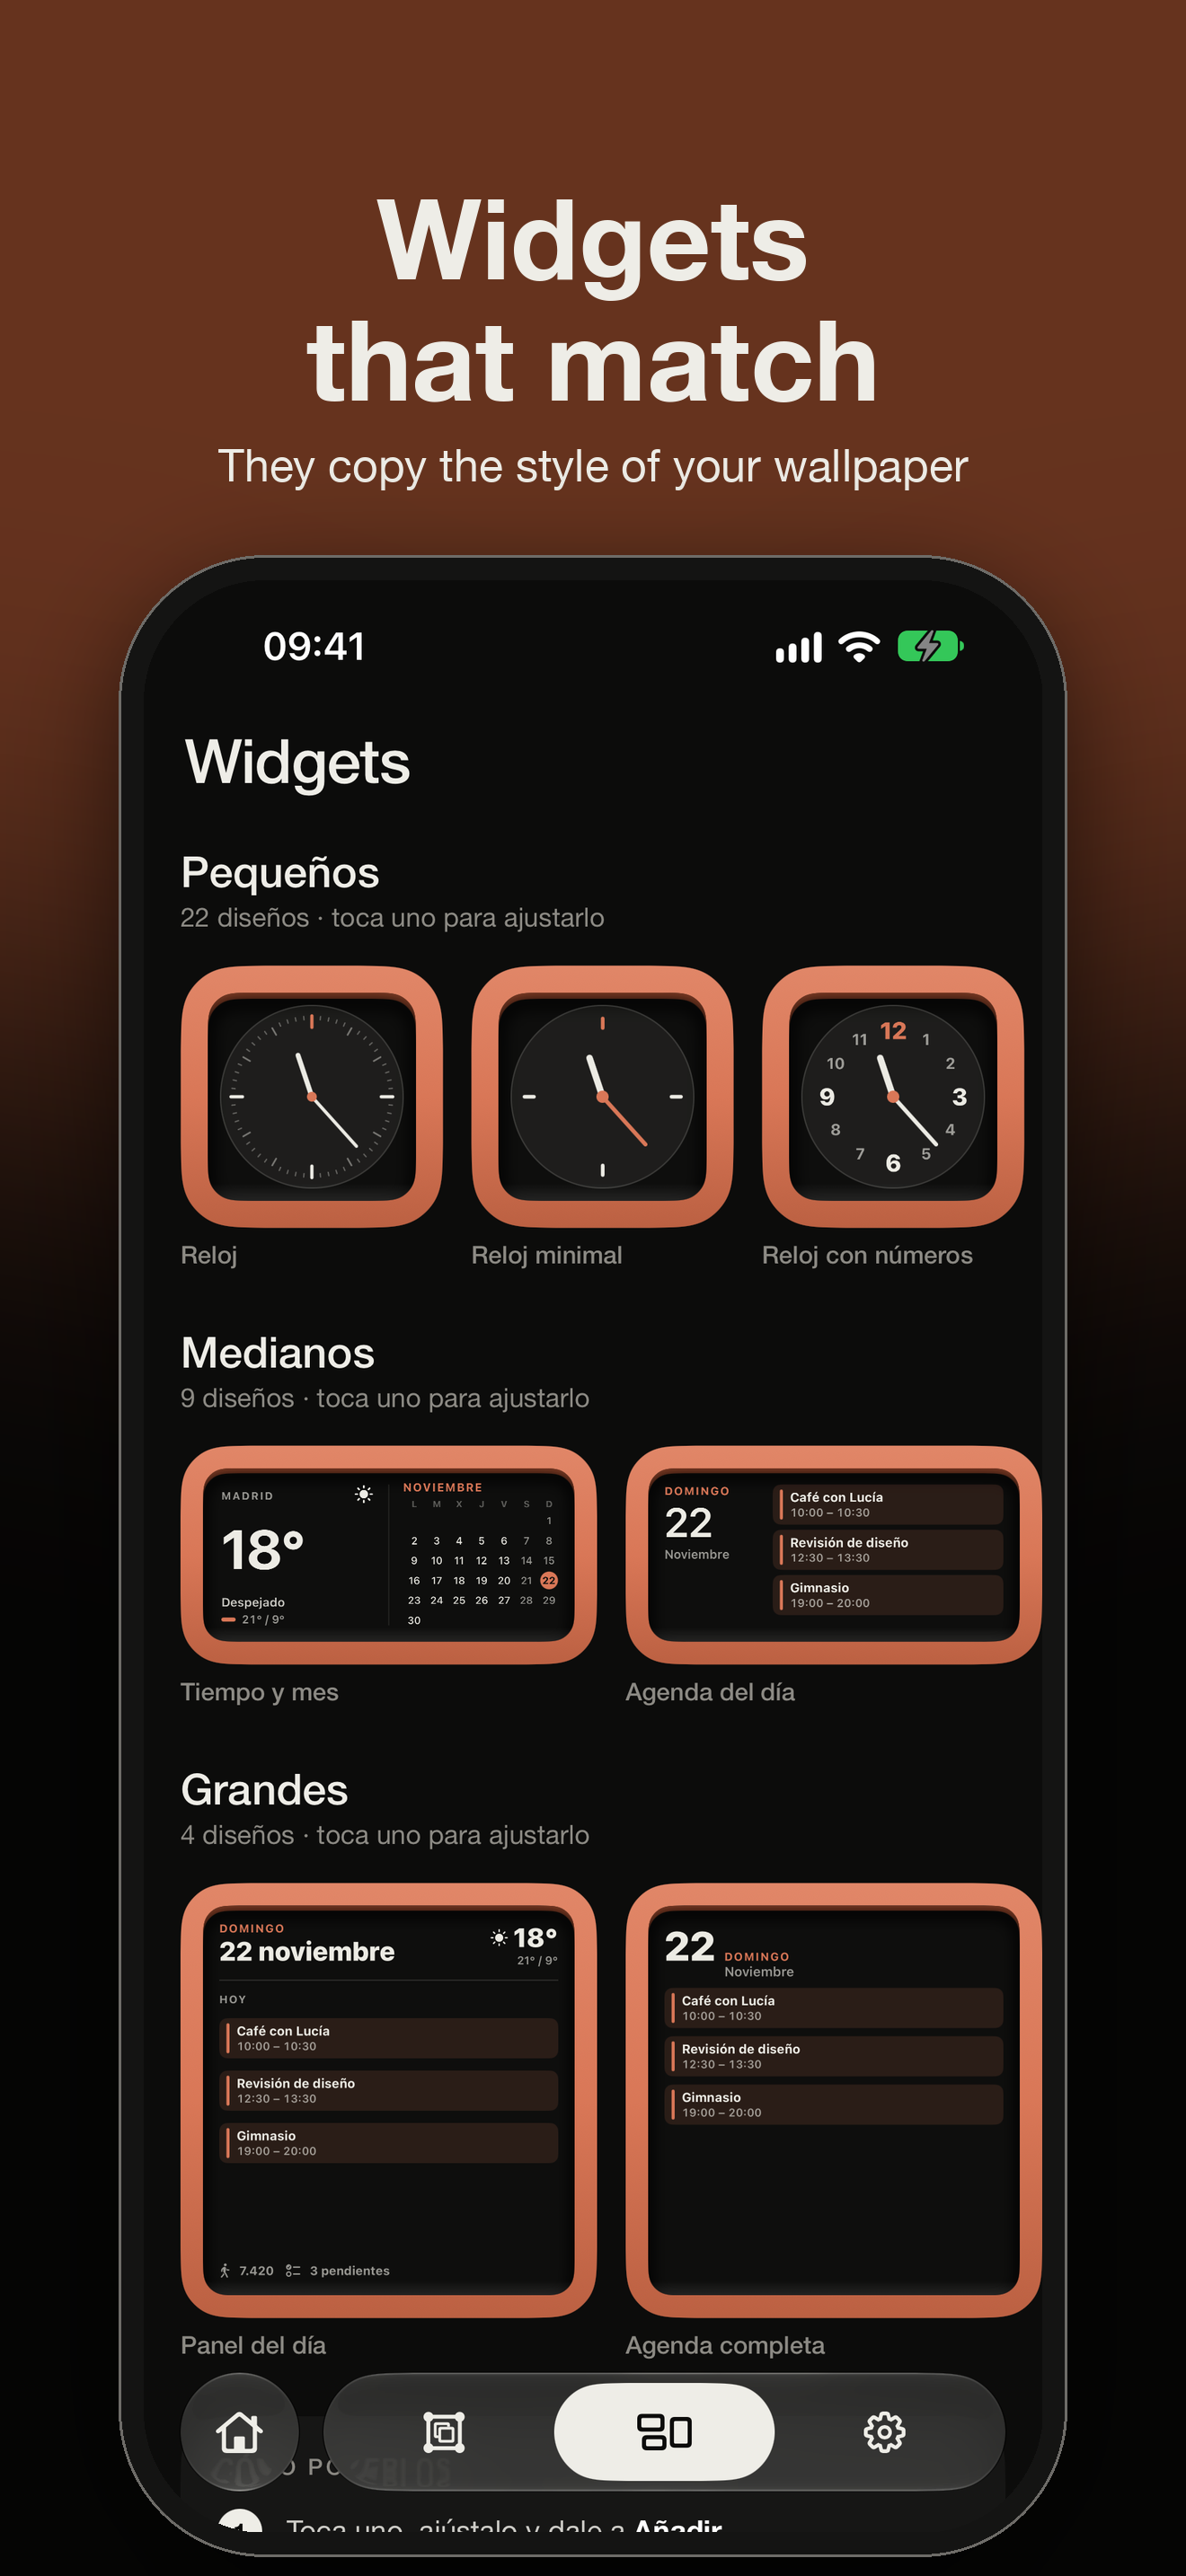 Widgets
that match
They copy the style of your wallpaper
09:41
Widgets
Pequeños
22 diseños · toca uno para ajustarlo
12
11 1
10 2
9 3
8 4
7 5
6
Reloj
Reloj minimal
Reloj con números
Medianos
9 diseños · toca uno para ajustarlo
MADRID
18°
Despejado
21° / 9°
NOVIEMBRE
L M X J V S D
1
2 3 4 5 6 7 8
9 10 11 12 13 14 15
16 17 18 19 20 21 22
23 24 25 26 27 28 29
30
DOMINGO
22
Noviembre
Café con Lucía
10:00 – 10:30
Revisión de diseño
12:30 – 13:30
Gimnasio
19:00 – 20:00
Tiempo y mes
Agenda del día
Grandes
4 diseños · toca uno para ajustarlo
DOMINGO
22 noviembre
18°
21° / 9°
HOY
Café con Lucía
10:00 – 10:30
Revisión de diseño
12:30 – 13:30
Gimnasio
19:00 – 20:00
7.420
3 pendientes
22
DOMINGO
Noviembre
Café con Lucía
10:00 – 10:30
Revisión de diseño
12:30 – 13:30
Gimnasio
19:00 – 20:00
Panel del día
Agenda completa
Toca uno, ajústalo y dale a Añadir